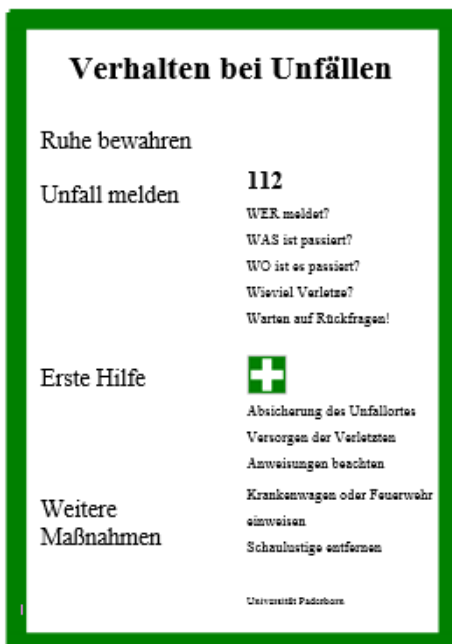 Verhalten bei Unfällen
Ruhe bewahren
Unfall melden
112
WER meldet?
WAS ist passiert?
WO ist es passiert?
Wieviel Verletze?
Warten auf Rückfragen!
Erste Hilfe
Absicherung des Unfallortes
Versorgen der Verletzten
Anweisungen beachten
Weitere
Maßnahmen
Krankenwagen oder Feuerwehr
einweisen
Schaulustige entfernen
Universität Paderborn